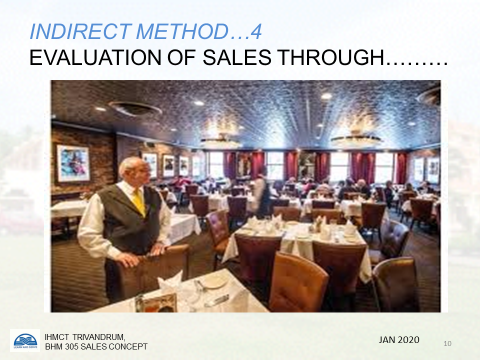 INDIRECT METHOD…4
EVALUATION OF SALES THROUGH………
IHMCT TRIVANDRUM,
BHM 305 SALES CONCEPT
JAN 2020
10